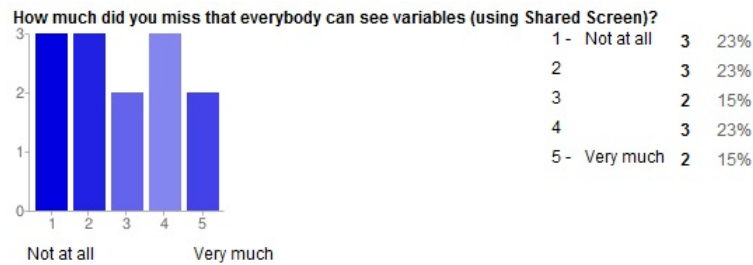 How much did you miss that everybody can see variables (using Shared Screen)?
3
2
1
0
1 2 3 4 5
Not at all Very much
1 - Not at all 3 23%
2 3 23%
3 2 15%
4 3 23%
5 - Very much 2 15%